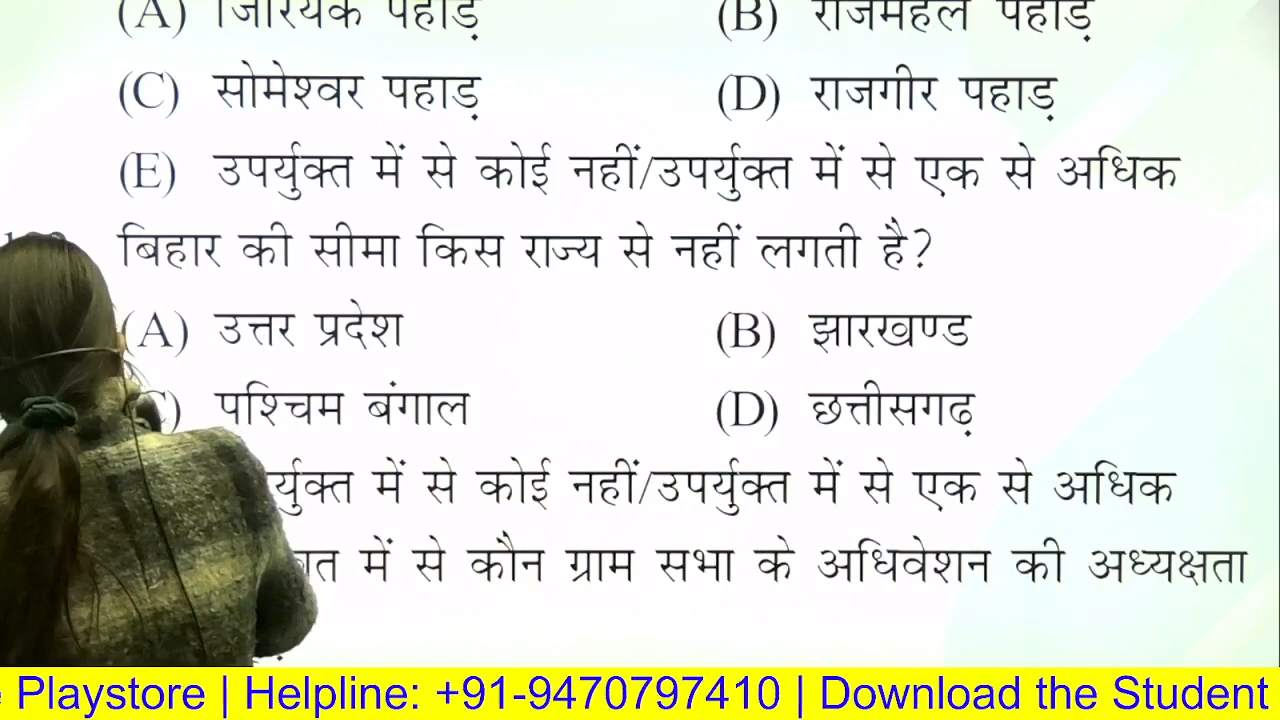 (A) जिरियक पहाड़ (B) राजमहल पहाड़
(C) सोमेश्वर पहाड़ (D) राजगीर पहाड़
(E) उपर्युक्त में से कोई नहीं/उपर्युक्त में से एक से अधिक
बिहार की सीमा किस राज्य से नहीं लगती है?
(A) उत्तर प्रदेश (B) झारखण्ड
पश्चिम बंगाल (D) छत्तीसगढ़
में से कोई नहीं/उपर्युक्त में से एक से अधिक
में से कौन ग्राम सभा के अधिवेशन की अध्यक्षता
Playstore | Helpline: +91-9470797410 | Download the Student